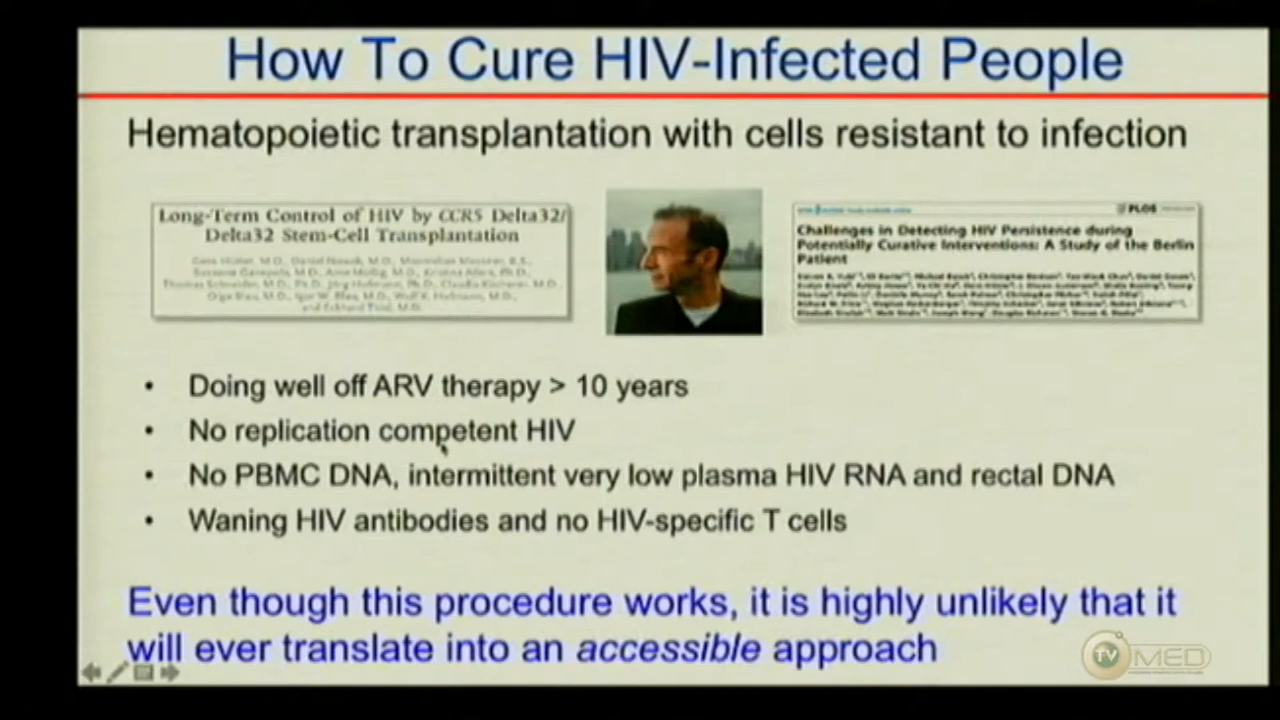 How To Cure HIV-Infected People
Hematopoietic transplantation with cells resistant to infection
Long-Term Control of HIV by CCR5 Delta32/
Delta32 Stem-Cell Transplantation
PLOS
Challenges in Detecting HIV Persistence during
Potentially Curative Interventions: A Study of the Berlin
Patient
• Doing well off ARV therapy > 10 years
• No replication competent HIV
• No PBMC DNA, intermittent very low plasma HIV RNA and rectal DNA
• Waning HIV antibodies and no HIV-specific T cells
Even though this procedure works, it is highly unlikely that it
will ever translate into an accessible approach
TV MED